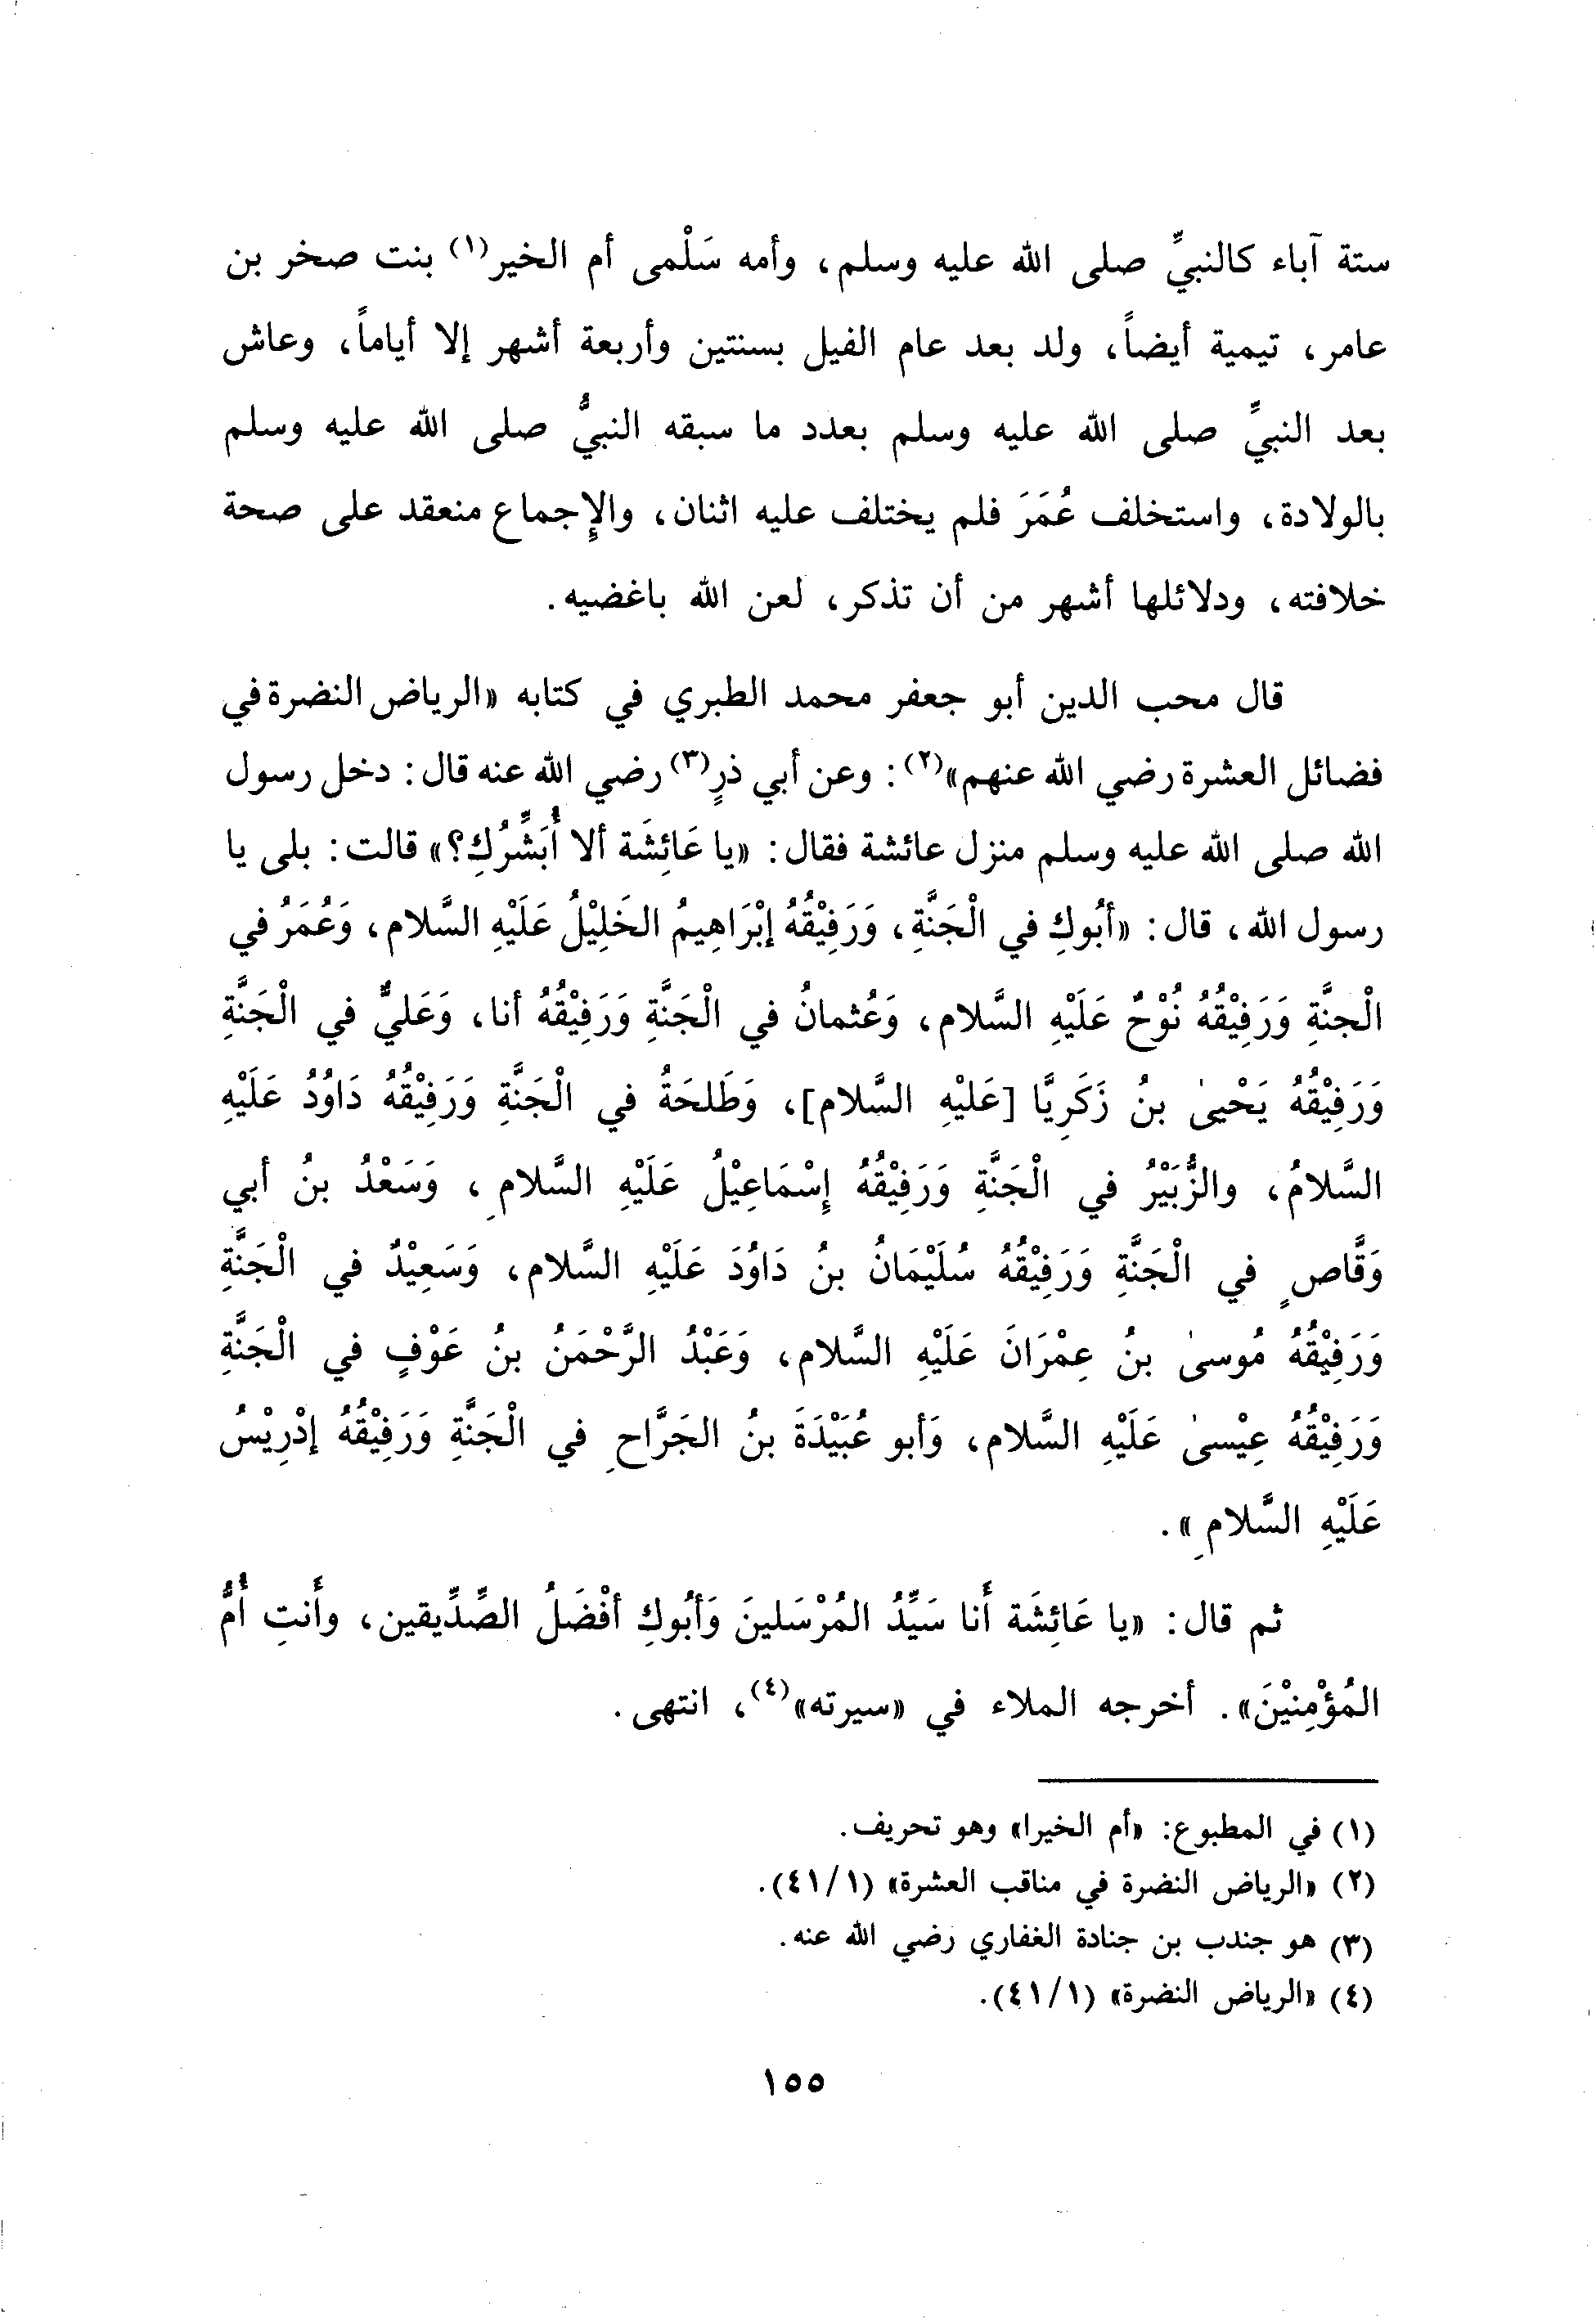 ستة آباء كالنبيِّ صلى الله عليه وسلم، وأمه سَلْمى أم الخير(١) بنت صخر بن
عامر، تيمية أيضاً، ولد بعد عام الفيل بسنتين وأربعة أشهر إلا أياماً، وعاش
بعد النبيِّ صلى الله عليه وسلم بعدد ما سبقه النبيُّ صلى الله عليه وسلم
بالولادة، واستخلف عُمَرَ فلم يختلف عليه اثنان، والإِجماع منعقد على صحة
خلافته، ودلائلها أشهر من أن تذكر، لعن الله باغضيه.
قال محب الدين أبو جعفر محمد الطبري في كتابه «الرياض النضرة في
فضائل العشرة رضي الله عنهم»(٢): وعن أبي ذرٍ(٣) رضي الله عنه قال: دخل رسول
الله صلى الله عليه وسلم منزل عائشة فقال: «يا عَائِشَة ألا أُبَشِّرُكِ؟» قالت: بلى يا
رسول الله، قال: «أبُوكِ في الْجَنَّةِ، وَرَفِيْقُهُ إبْرَاهِيمُ الخَلِيْلُ عَلَيْهِ السَّلام، وَعُمَرُ في
الْجنَّةِ وَرَفِيْقُهُ نُوْحٌ عَلَيْهِ السَّلام، وَعُثمانُ في الْجَنَّةِ وَرَفِيْقُهُ أنا، وَعَليٌّ في الْجَنَّةِ
وَرَفِيْقُهُ يَحْيىٰ بنُ زَكَرِيَّا [عَليْهِ السَّلام]، وَطَلحَةُ في الْجَنَّةِ وَرَفِيْقُهُ دَاوُدُ عَلَيْهِ
السَّلامُ، والزُّبَيْرُ في الْجَنَّةِ وَرَفِيْقُهُ إِسْمَاعِيْلُ عَلَيْهِ السَّلامِ، وَسَعْدُ بنُ أبي
وَقَّاصٍ في الْجَنَّةِ وَرَفِيْقُهُ سُلَيْمَانُ بنُ دَاوُدَ عَلَيْهِ السَّلام، وَسَعِيْدٌ في الْجَنَّةِ
وَرَفِيْقُهُ مُوسىٰ بنُ عِمْرَانَ عَلَيْهِ السَّلام، وَعَبْدُ الرَّحْمَنُ بنُ عَوْفٍ في الْجَنَّةِ
وَرَفِيْقُهُ عِيْسىٰ عَلَيْهِ السَّلام، وَأبو عُبَيْدَةَ بنُ الجَرَّاحِ في الْجَنَّةِ وَرَفِيْقُهُ إدْرِيْسُ
عَلَيْهِ السَّلامِ».
ثم قال: «يا عَائِشَة أَنا سَيِّدُ المُرْسَلينَ وَأبُوكِ أفْضَلُ الصِّدِّيقين، وأَنتِ أُمُّ
المُؤْمِنيْنَ». أخرجه الملاء في «سيرته»(٤)، انتهى.
(١) في المطبوع: «أم الخيرا» وهو تحريف.
(٢) «الرياض النضرة في مناقب العشرة» (٤١/١).
(٣) هو جندب بن جنادة الغفاري رضي الله عنه.
(٤) «الرياض النضرة» (٤١/١).
١٥٥